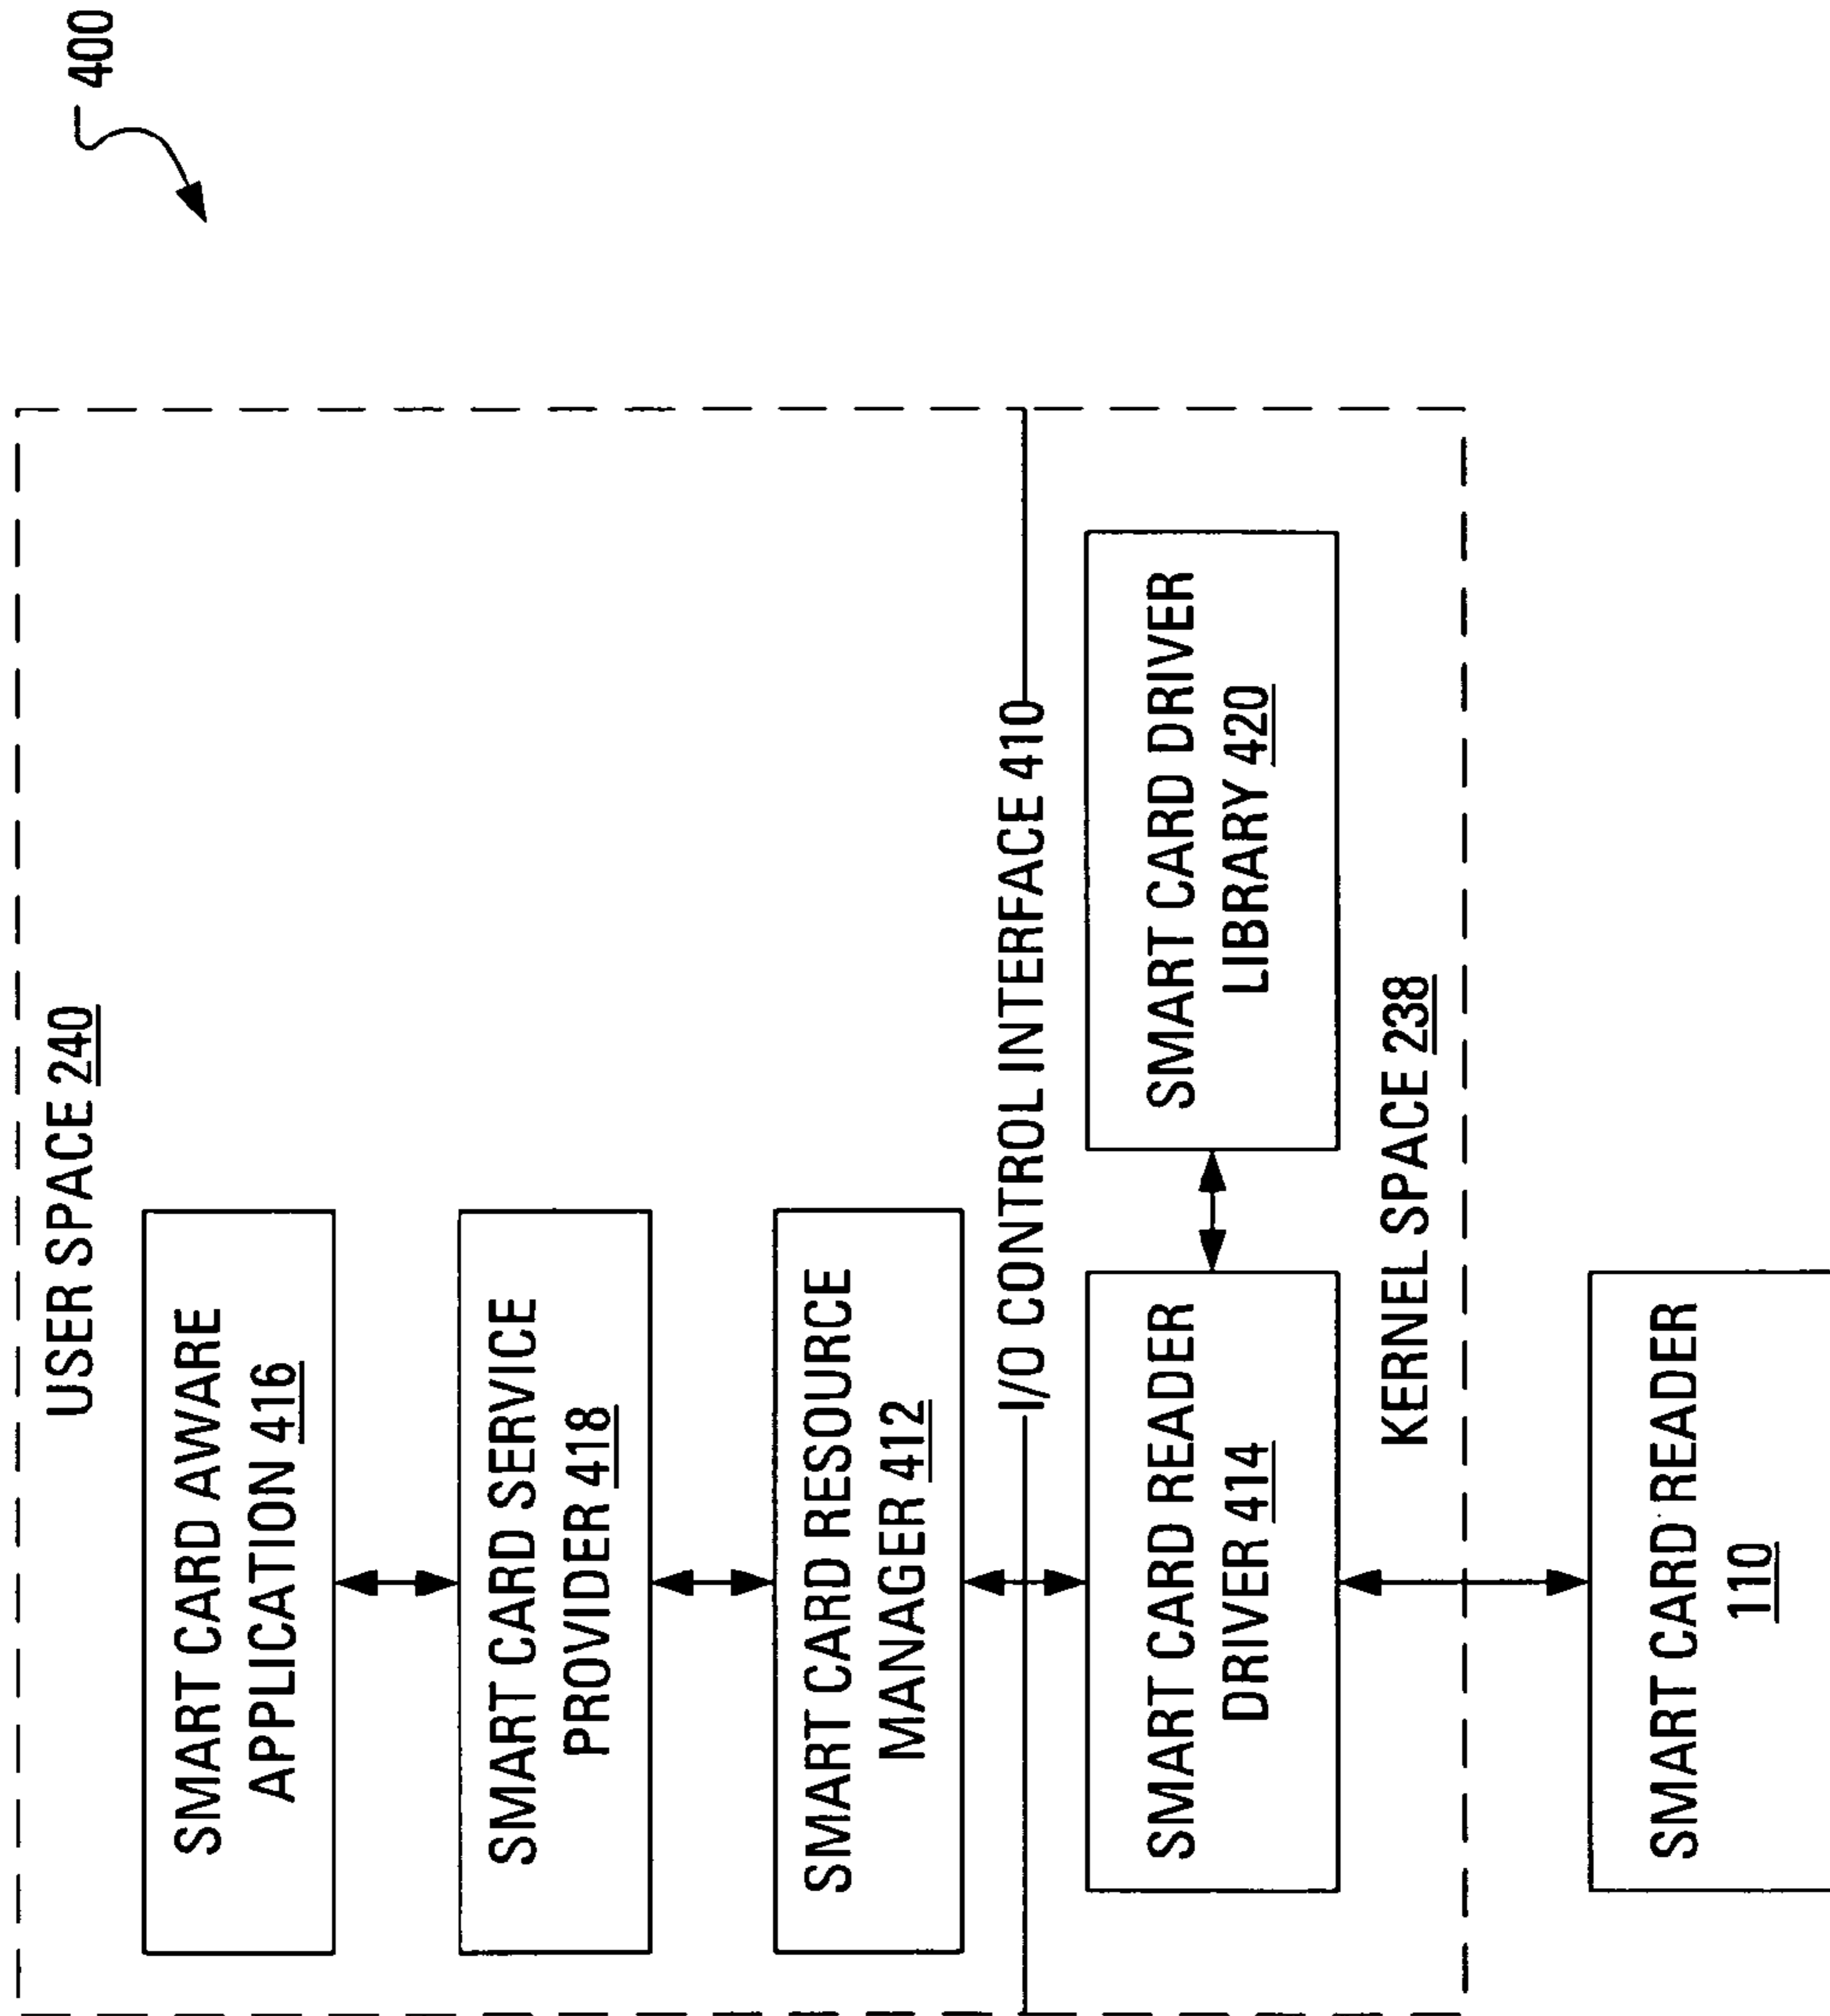 400
USER SPACE 240
SMART CARD AWARE
APPLICATION 416
SMART CARD SERVICE
PROVIDER 418
SMART CARD RESOURCE
MANAGER 412
I/O CONTROL INTERFACE 410
SMART CARD READER
DRIVER 414
SMART CARD DRIVER
LIBRARY 420
KERNEL SPACE 238
SMART CARD READER
110